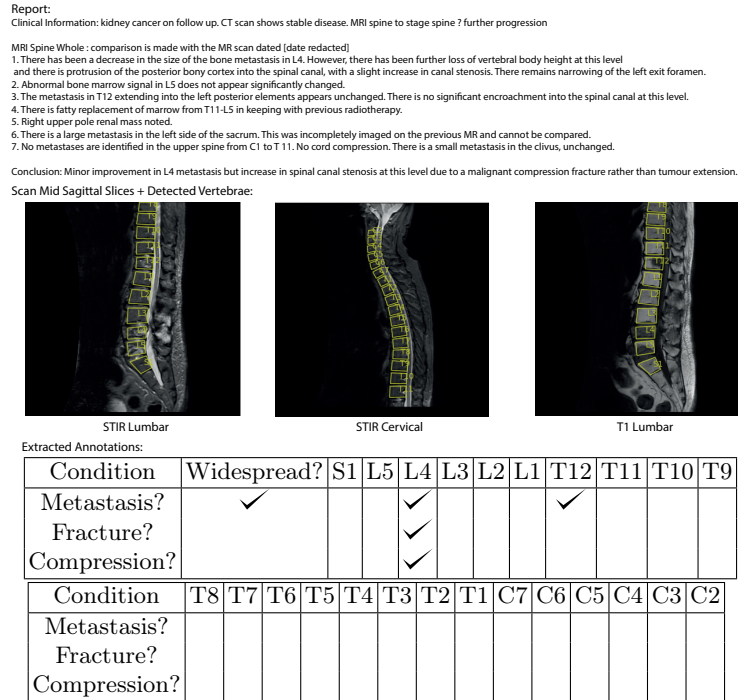 Report:
Clinical Information: kidney cancer on follow up. CT scan shows stable disease. MRI spine to stage spine ? further progression
MRI Spine Whole : comparison is made with the MR scan dated [date redacted]
1. There has been a decrease in the size of the bone metastasis in L4. However, there has been further loss of vertebral body height at this level
and there is protrusion of the posterior bony cortex into the spinal canal, with a slight increase in canal stenosis. There remains narrowing of the left exit foramen.
2. Abnormal bone marrow signal in L5 does not appear significantly changed.
3. The metastasis in T12 extending into the left posterior elements appears unchanged. There is no significant encroachment into the spinal canal at this level.
4. There is fatty replacement of marrow from T11-L5 in keeping with previous radiotherapy.
5. Right upper pole renal mass noted.
6. There is a large metastasis in the left side of the sacrum. This was incompletely imaged on the previous MR and cannot be compared.
7. No metastases are identified in the upper spine from C1 to T 11. No cord compression. There is a small metastasis in the clivus, unchanged.
Conclusion: Minor improvement in L4 metastasis but increase in spinal canal stenosis at this level due to a malignant compression fracture rather than tumour extension.
Scan Mid Sagittal Slices + Detected Vertebrae:
STIR Lumbar STIR Cervical T1 Lumbar
Extracted Annotations:
Condition Widespread? S1 L5 L4 L3 L2 L1 T12 T11 T10 T9
Metastasis? ✓ ✓ ✓
Fracture? ✓
Compression? ✓
Condition T8 T7 T6 T5 T4 T3 T2 T1 C7 C6 C5 C4 C3 C2
Metastasis?
Fracture?
Compression?